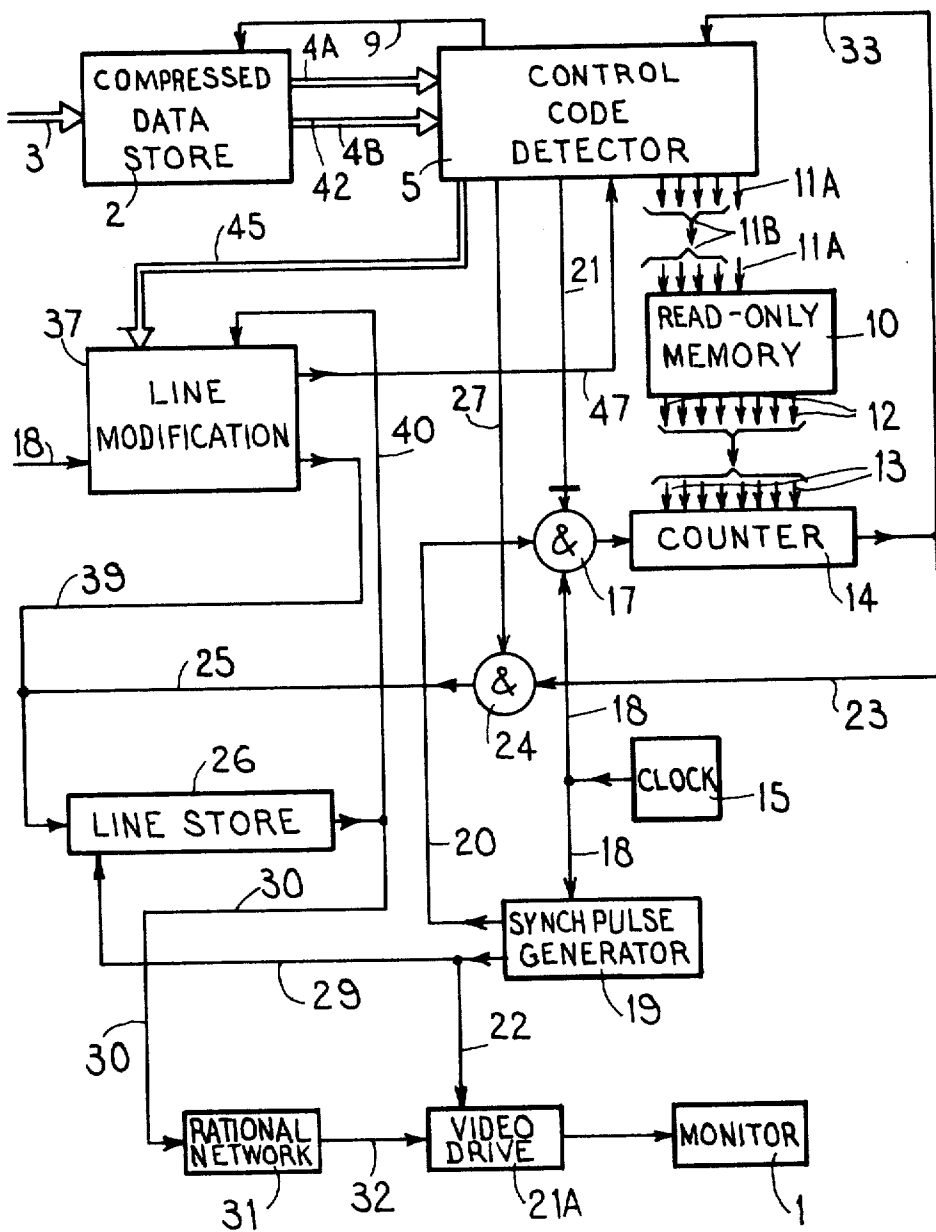 4A
9
33
COMPRESSED
DATA
STORE
2
3
42
4B
CONTROL
CODE
DETECTOR
5
11A
11B
11A
45
21
37
LINE
MODIFICATION
18
READ-ONLY
MEMORY
10
27
47
40
12
13
&
17
COUNTER
14
39
25
&
24
23
18
26
LINE STORE
CLOCK
15
20
18
30
SYNCH PULSE
GENERATOR
19
29
22
30
RATIONAL
NETWORK
31
32
VIDEO
DRIVE
21A
MONITOR
1